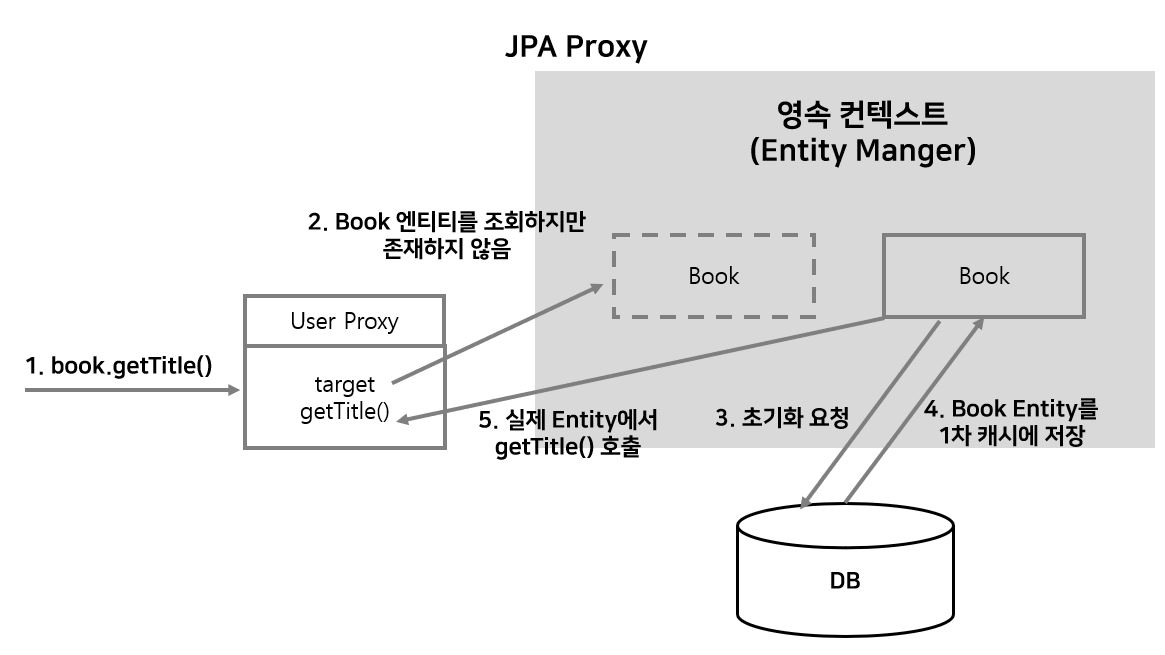 JPA Proxy
영속 컨텍스트
(Entity Manger)
2. Book 엔티티를 조회하지만
존재하지 않음
Book
Book
User Proxy
1. book.getTitle()
target
getTitle()
5. 실제 Entity에서
getTitle() 호출
3. 초기화 요청
4. Book Entity를
1차 캐시에 저장
DB